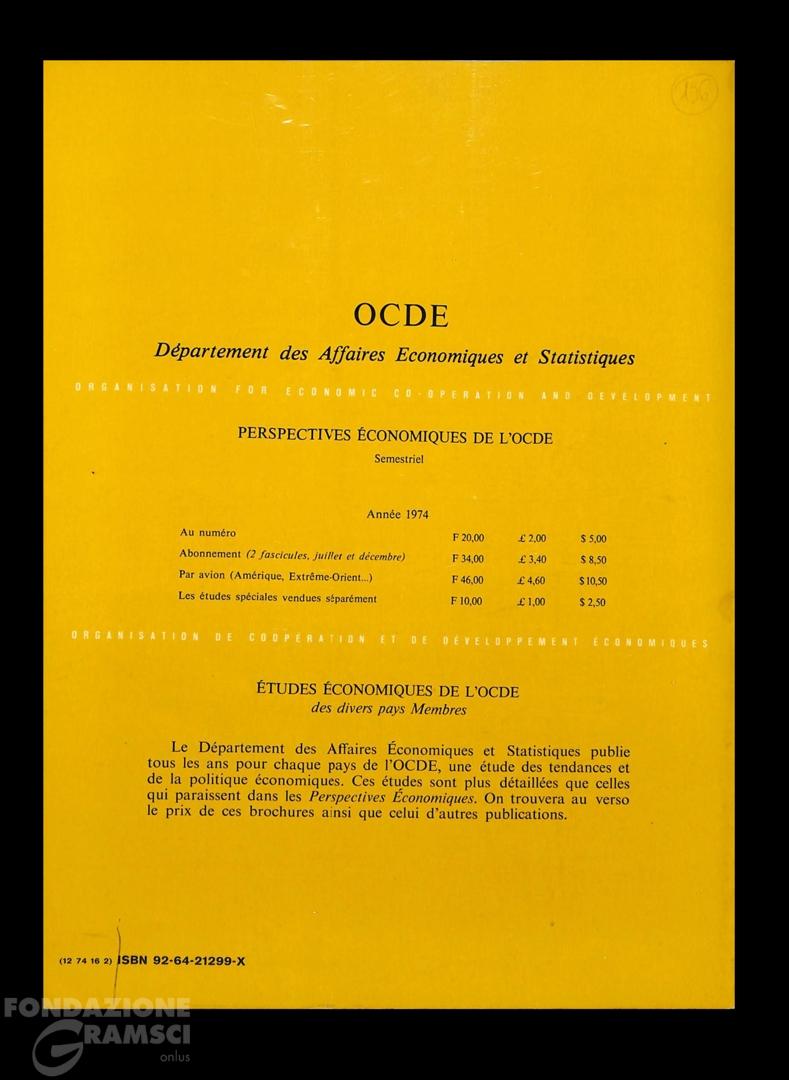 156
OCDE
Département des Affaires Economiques et Statistiques
ORGANISATION FOR ECONOMIC CO-OPERATION AND DEVELOPMENT
PERSPECTIVES ÉCONOMIQUES DE L'OCDE
Semestriel
Année 1974
Au numéro F 20,00 £ 2,00 $ 5,00
Abonnement (2 fascicules, juillet et décembre) F 34,00 £ 3,40 $ 8,50
Par avion (Amérique, Extrême-Orient...) F 46,00 £ 4,60 $ 10,50
Les études spéciales vendues séparément F 10,00 £ 1,00 $ 2,50
ORGANISATION DE COOPÉRATION ET DE DÉVELOPPEMENT ÉCONOMIQUES
ÉTUDES ÉCONOMIQUES DE L'OCDE
des divers pays Membres
Le Département des Affaires Économiques et Statistiques publie
tous les ans pour chaque pays de l'OCDE, une étude des tendances et
de la politique économiques. Ces études sont plus détaillées que celles
qui paraissent dans les Perspectives Économiques. On trouvera au verso
le prix de ces brochures ainsi que celui d'autres publications.
(12 74 16 2) ISBN 92-64-21299-X
FONDAZIONE
GRAMSCI
onlus